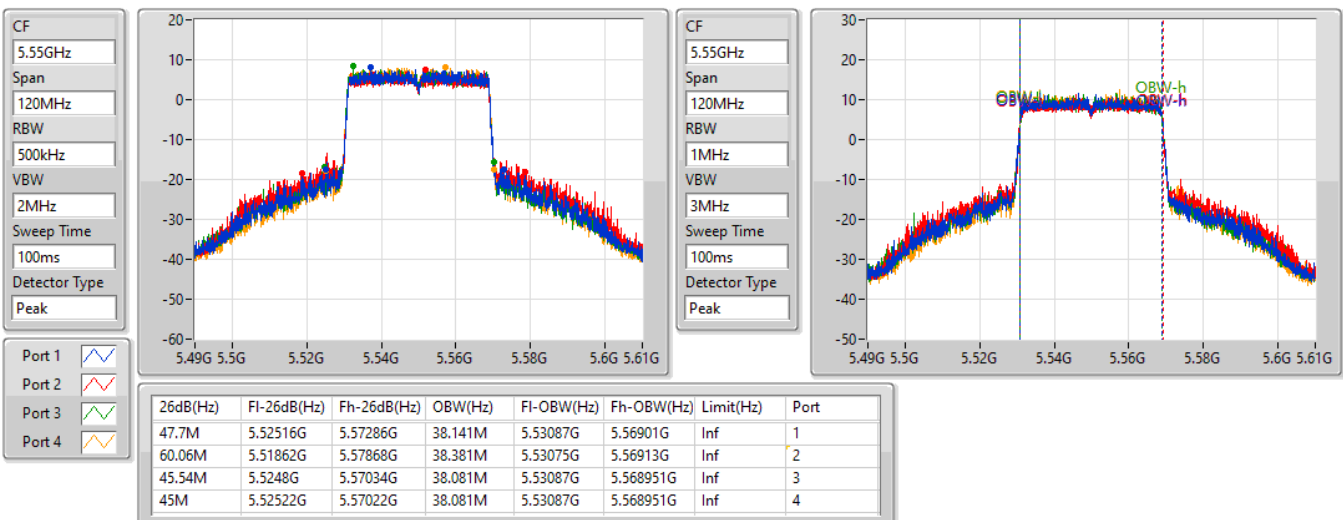 CF
5.55GHz
Span
120MHz
RBW
500kHz
VBW
2MHz
Sweep Time
100ms
Detector Type
Peak
20
10
0
-10
-20
-30
-40
-50
-60
5.49G 5.5G 5.52G 5.54G 5.56G 5.58G 5.6G 5.61G
CF
5.55GHz
Span
120MHz
RBW
1MHz
VBW
3MHz
Sweep Time
100ms
Detector Type
Peak
30
20
10
0
-10
-20
-30
-40
-50
OBW-h
OBW-h
5.49G 5.5G 5.52G 5.54G 5.56G 5.58G 5.6G 5.61G
Port 1
Port 2
Port 3
Port 4
26dB(Hz) Fl-26dB(Hz) Fh-26dB(Hz) OBW(Hz) Fl-OBW(Hz) Fh-OBW(Hz) Limit(Hz) Port
47.7M 5.52516G 5.57286G 38.141M 5.53087G 5.56901G Inf 1
60.06M 5.51862G 5.57868G 38.381M 5.53075G 5.56913G Inf 2
45.54M 5.5248G 5.57034G 38.081M 5.53087G 5.568951G Inf 3
45M 5.52522G 5.57022G 38.081M 5.53087G 5.568951G Inf 4